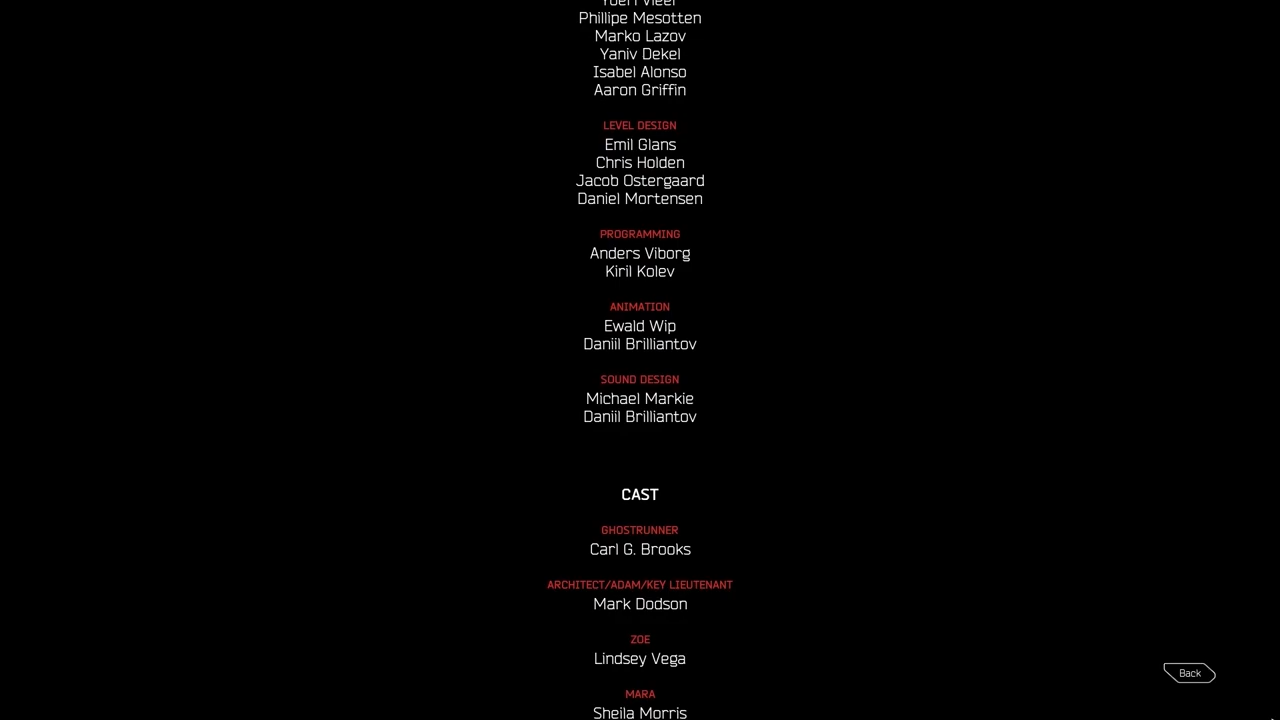 Phillipe Mesotten
Marko Lazov
Yaniv Dekel
Isabel Alonso
Aaron Griffin
LEVEL DESIGN
Emil Glans
Chris Holden
Jacob Ostergaard
Daniel Mortensen
PROGRAMMING
Anders Viborg
Kiril Kolev
ANIMATION
Ewald Wip
Daniil Brilliantov
SOUND DESIGN
Michael Markie
Daniil Brilliantov
CAST
GHOSTRUNNER
Carl G. Brooks
ARCHITECT/ADAM/KEY LIEUTENANT
Mark Dodson
ZOE
Lindsey Vega
Back
MARA
Sheila Morris